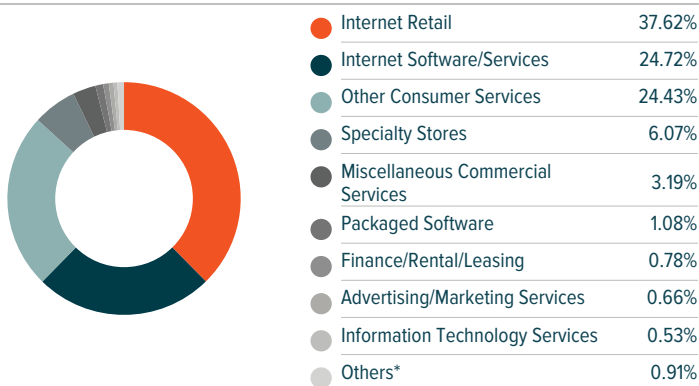 Internet Retail 37.62%
Internet Software/Services 24.72%
Other Consumer Services 24.43%
Specialty Stores 6.07%
Miscellaneous Commercial
Services 3.19%
Packaged Software 1.08%
Finance/Rental/Leasing 0.78%
Advertising/Marketing Services 0.66%
Information Technology Services 0.53%
Others* 0.91%